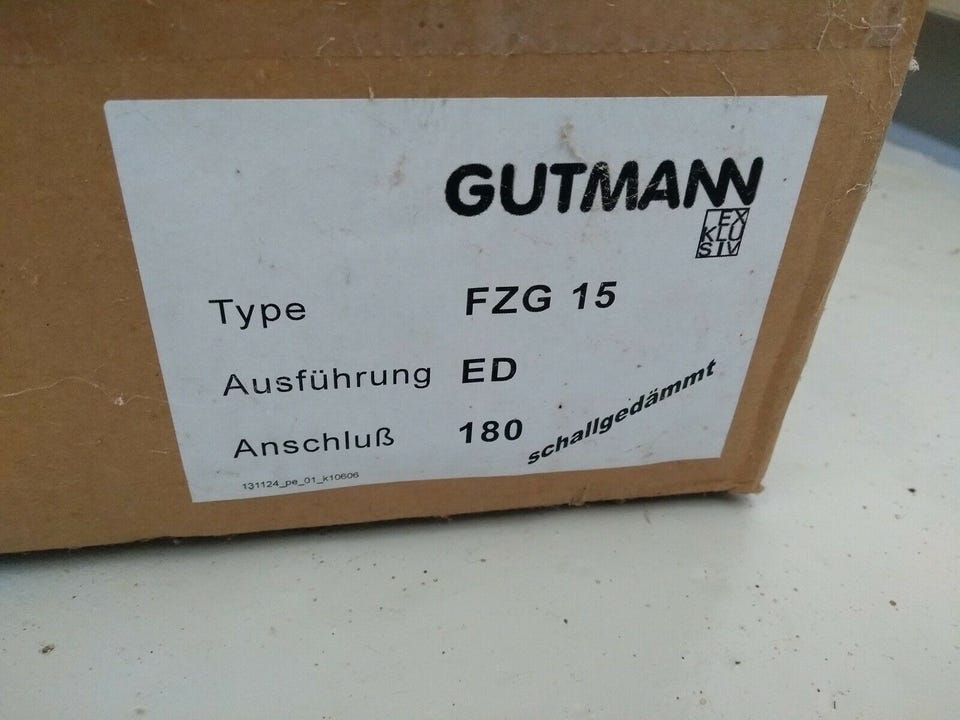 GUTMANN
EX
KLU
SIV
Type FZG 15
Ausführung ED
Anschluß 180
schallgedämmt
131124_pe_01_k10606